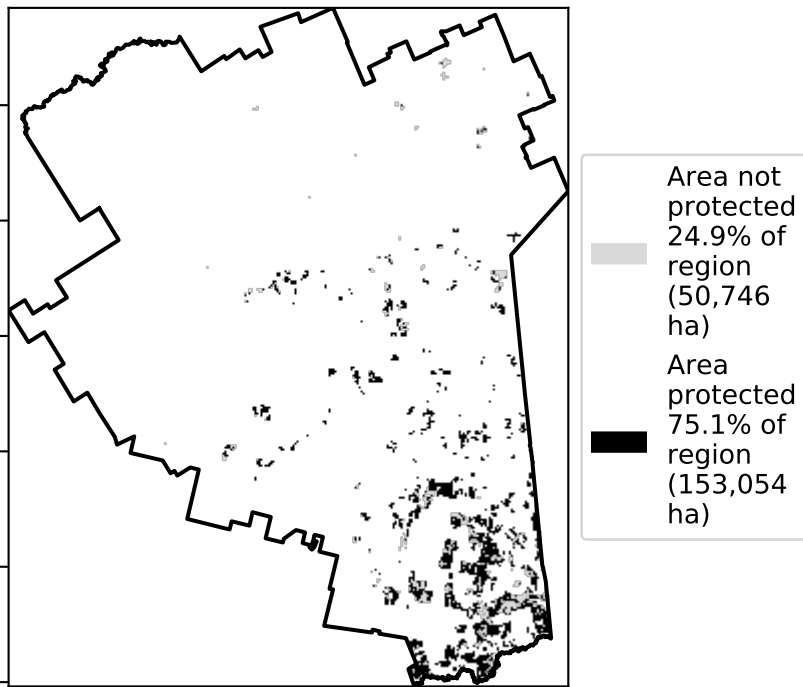 Area not
protected
24.9% of
region
(50,746
ha)
Area
protected
75.1% of
region
(153,054
ha)